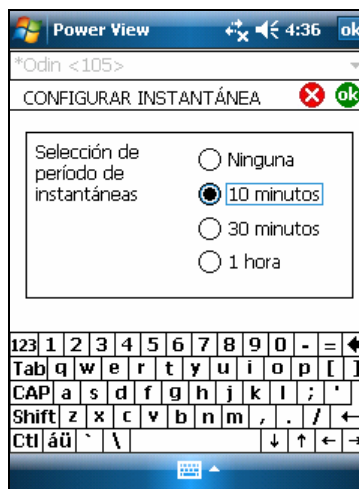 Power View 4:36 ok
*Odin <105>
CONFIGURAR INSTANTÁNEA ok
Selección de
período de
instantáneas
Ninguna
10 minutos
30 minutos
1 hora
123 1 2 3 4 5 6 7 8 9 0 - =
Tab q w e r t y u i o p [ ]
CAP a s d f g h j k l ; '
Shift z x c v b n m , . /
Ctl áü ` \